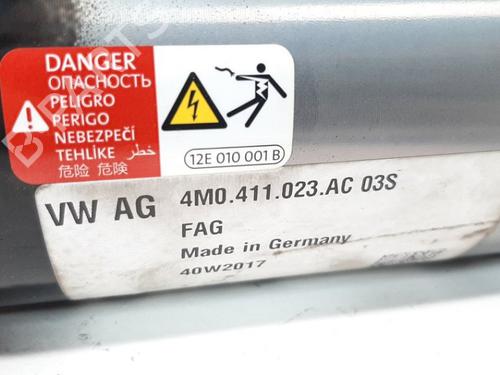 DANGER
ОПАСНОСТЬ
PELIGRO
PERIGO
NEBEZPEČÍ
TEHLİKE خطر
危险 危険
12E 010 001 B
VW AG 4M0.411.023.AC 03S
FAG
Made in Germany
40W2017